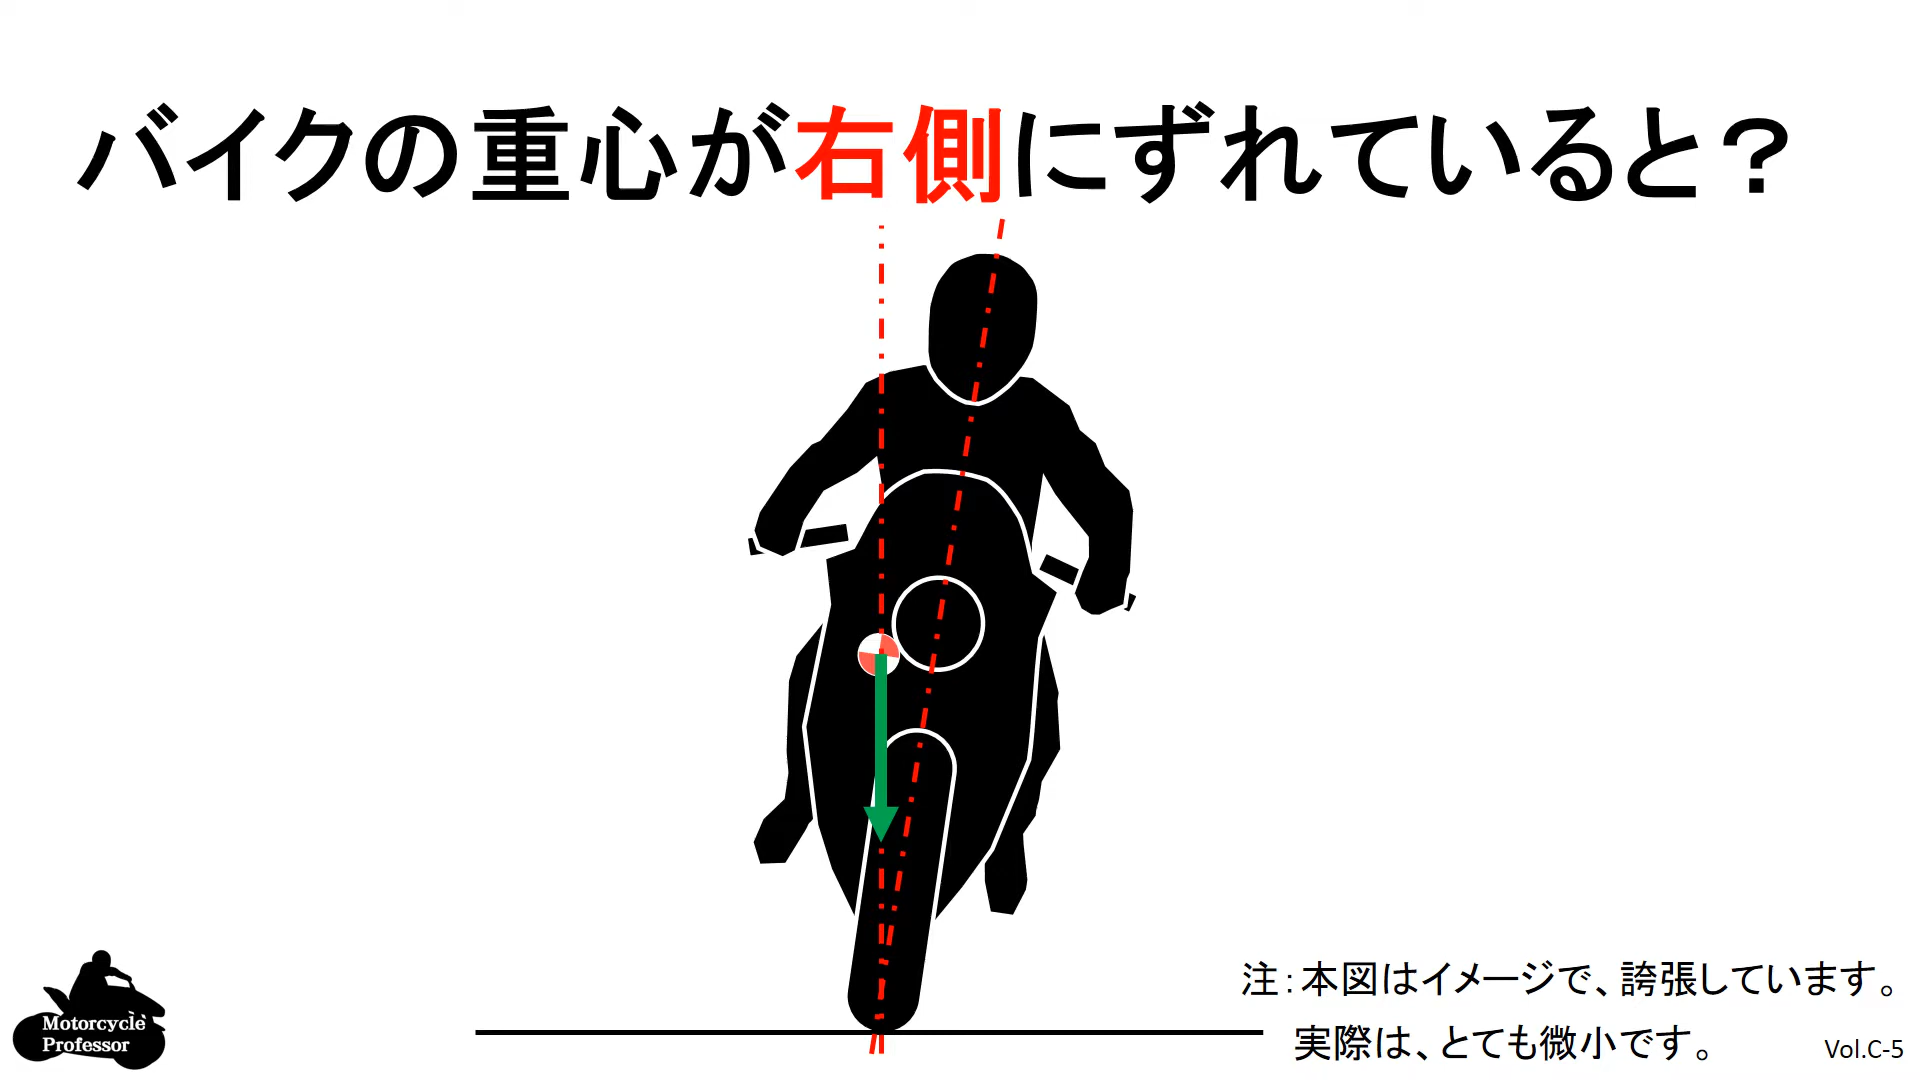 バイクの重心が右側にずれていると？
注：本図はイメージで、誇張しています。
実際は、とても微小です。
Vol.C-5
Motorcycle
Professor